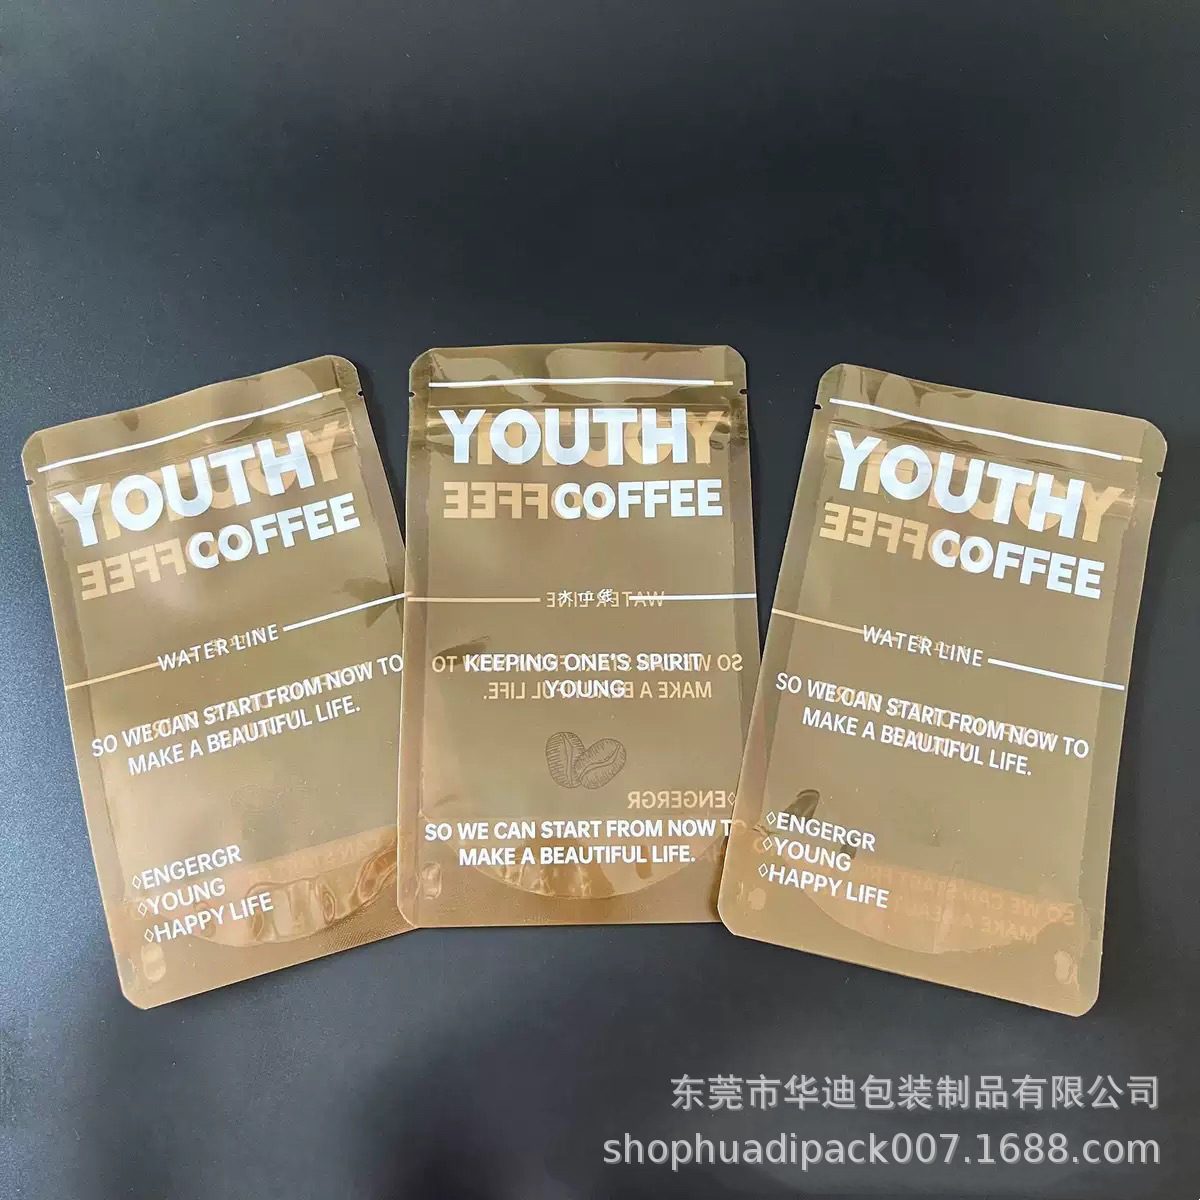 YOUTH
COFFEE
WATER LINE
SO WE CAN START FROM NOW TO
MAKE A BEAUTIFUL LIFE.
◊ENGERGR
◊YOUNG
◊HAPPY LIFE
YOUTH
COFFEE
水位线
KEEPING ONE'S SPIRIT
YOUNG
SO WE CAN START FROM NOW T
MAKE A BEAUTIFUL LIFE.
YOUTH
COFFEE
WATER LINE
SO WE CAN START FROM NOW TO
MAKE A BEAUTIFUL LIFE.
◊ENGERGR
◊YOUNG
◊HAPPY LIFE
东莞市华迪包装制品有限公司
shophuadipack007.1688.com